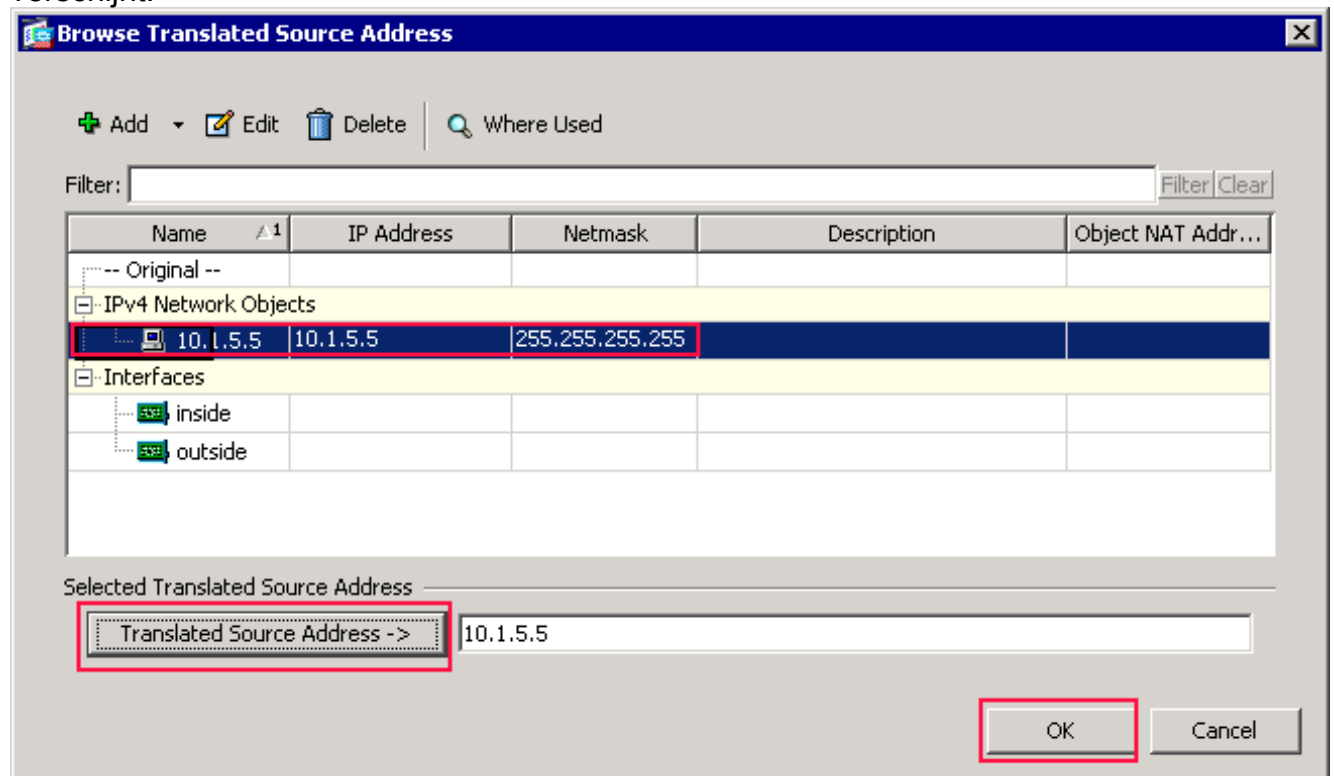 verschijnt.
Browse Translated Source Address
Add Edit Delete Where Used
Filter: Filter Clear
Name 1 IP Address Netmask Description Object NAT Addr...
-- Original --
IPv4 Network Objects
10.1.5.5 10.1.5.5 255.255.255.255
Interfaces
inside
outside
Selected Translated Source Address
Translated Source Address -> 10.1.5.5
OK Cancel